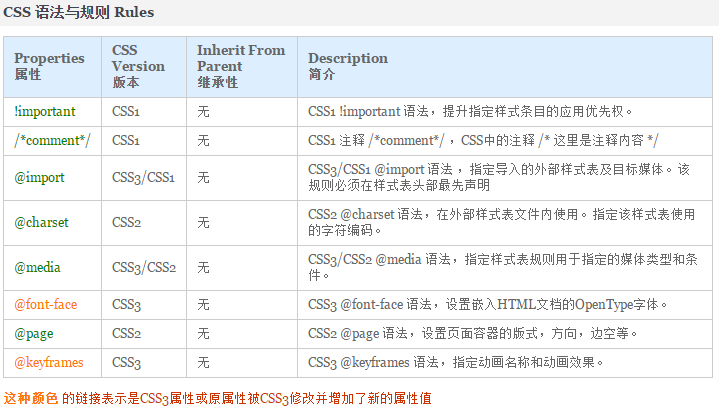 CSS 语法与规则 Rules
Properties
属性
CSS
Version
版本
Inherit From
Parent
继承性
Description
简介
!important CSS1 无 CSS1 !important 语法，提升指定样式条目的应用优先权。
/*comment*/ CSS1 无 CSS1 注释 /*comment*/ ，CSS中的注释 /* 这里是注释内容 */
@import CSS3/CSS1 无 CSS3/CSS1 @import 语法 ，指定导入的外部样式表及目标媒体。该
规则必须在样式表头部最先声明
@charset CSS2 无 CSS2 @charset 语法，在外部样式表文件内使用。指定该样式表使用
的字符编码。
@media CSS3/CSS2 无 CSS3/CSS2 @media 语法，指定样式表规则用于指定的媒体类型和条
件。
@font-face CSS3 无 CSS3 @font-face 语法，设置嵌入HTML文档的OpenType字体。
@page CSS2 无 CSS2 @page 语法，设置页面容器的版式，方向，边空等。
@keyframes CSS3 无 CSS3 @keyframes 语法，指定动画名称和动画效果。
这种颜色 的链接表示是CSS3属性或原属性被CSS3修改并增加了新的属性值